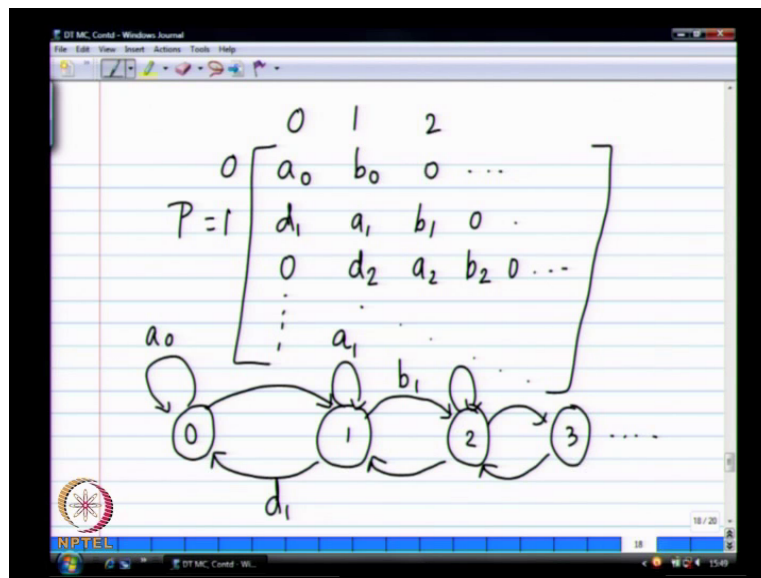 DT MC, Contd - Windows Journal
File Edit View Insert Actions Tools Help
0 1 2
0 a₀ b₀ 0 ...
P = 1 d₁ a₁ b₁ 0 .
0 d₂ a₂ b₂ 0 ...
a₀ a₁
b₁
0 1 2 3 ....
d₁
18 / 20
18
NPTEL
DT MC, Contd - Wi...
15:49